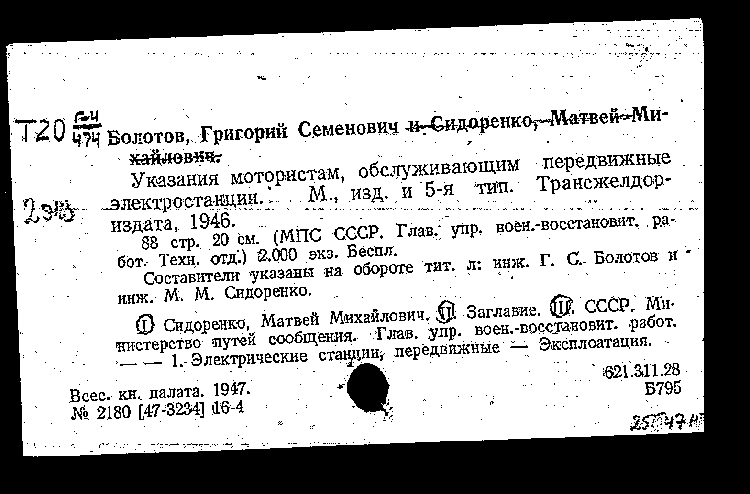 Т20 Г-4/474
Болотов, Григорий Семенович и Сидоренко, Матвей Ми-
хайлович.
Указания мотористам, обслуживающим передвижные
электростанции. М., изд. и 5-я тип. Трансжелдор-
издата, 1946.
88 стр. 20 см. (МПС СССР. Глав. упр. воен.-восстановит. ра-
бот. Техн. отд.) 2.000 экз. Беспл.
Составители указаны на обороте тит. л: инж. Г. С. Болотов и
инж. М. М. Сидоренко.
I Сидоренко, Матвей Михайлович. II Заглавие. III. СССР. Ми-
нистерство путей сообщения. Глав. упр. воен.-восстановит. работ.
— — 1. Электрические станции, передвижные — Эксплоатация.
621.311.28
Б795
Всес. кн. палата. 1947.
№ 2180 [47-3234] 16-4